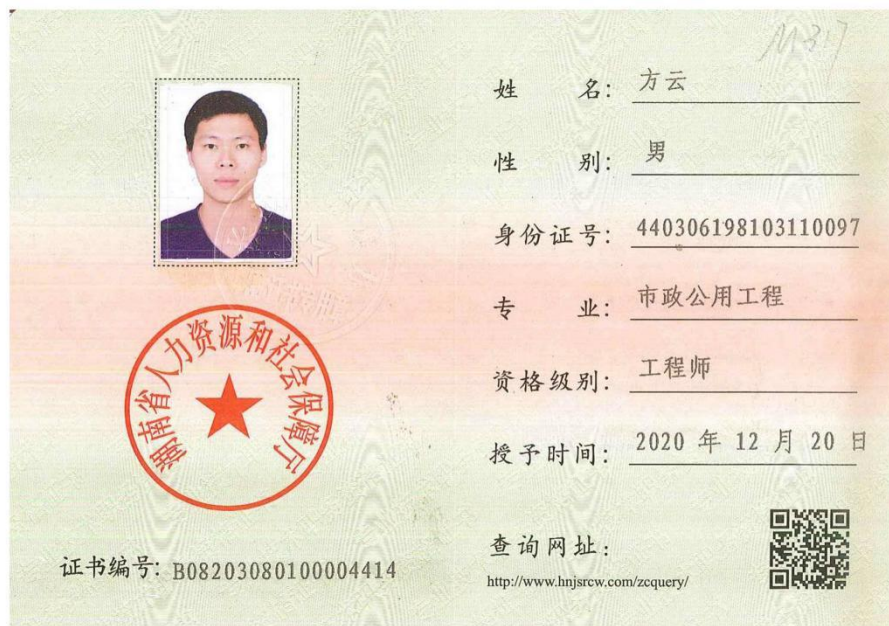 姓 名: 方云
性 别: 男
身份证号: 440306198103110097
专 业: 市政公用工程
资格级别: 工程师
授予时间: 2020 年 12 月 20 日
查询网址:
http://www.hnjsrcw.com/zcquery/
湖南省人力资源和社会保障厅
证书编号: B08203080100004414